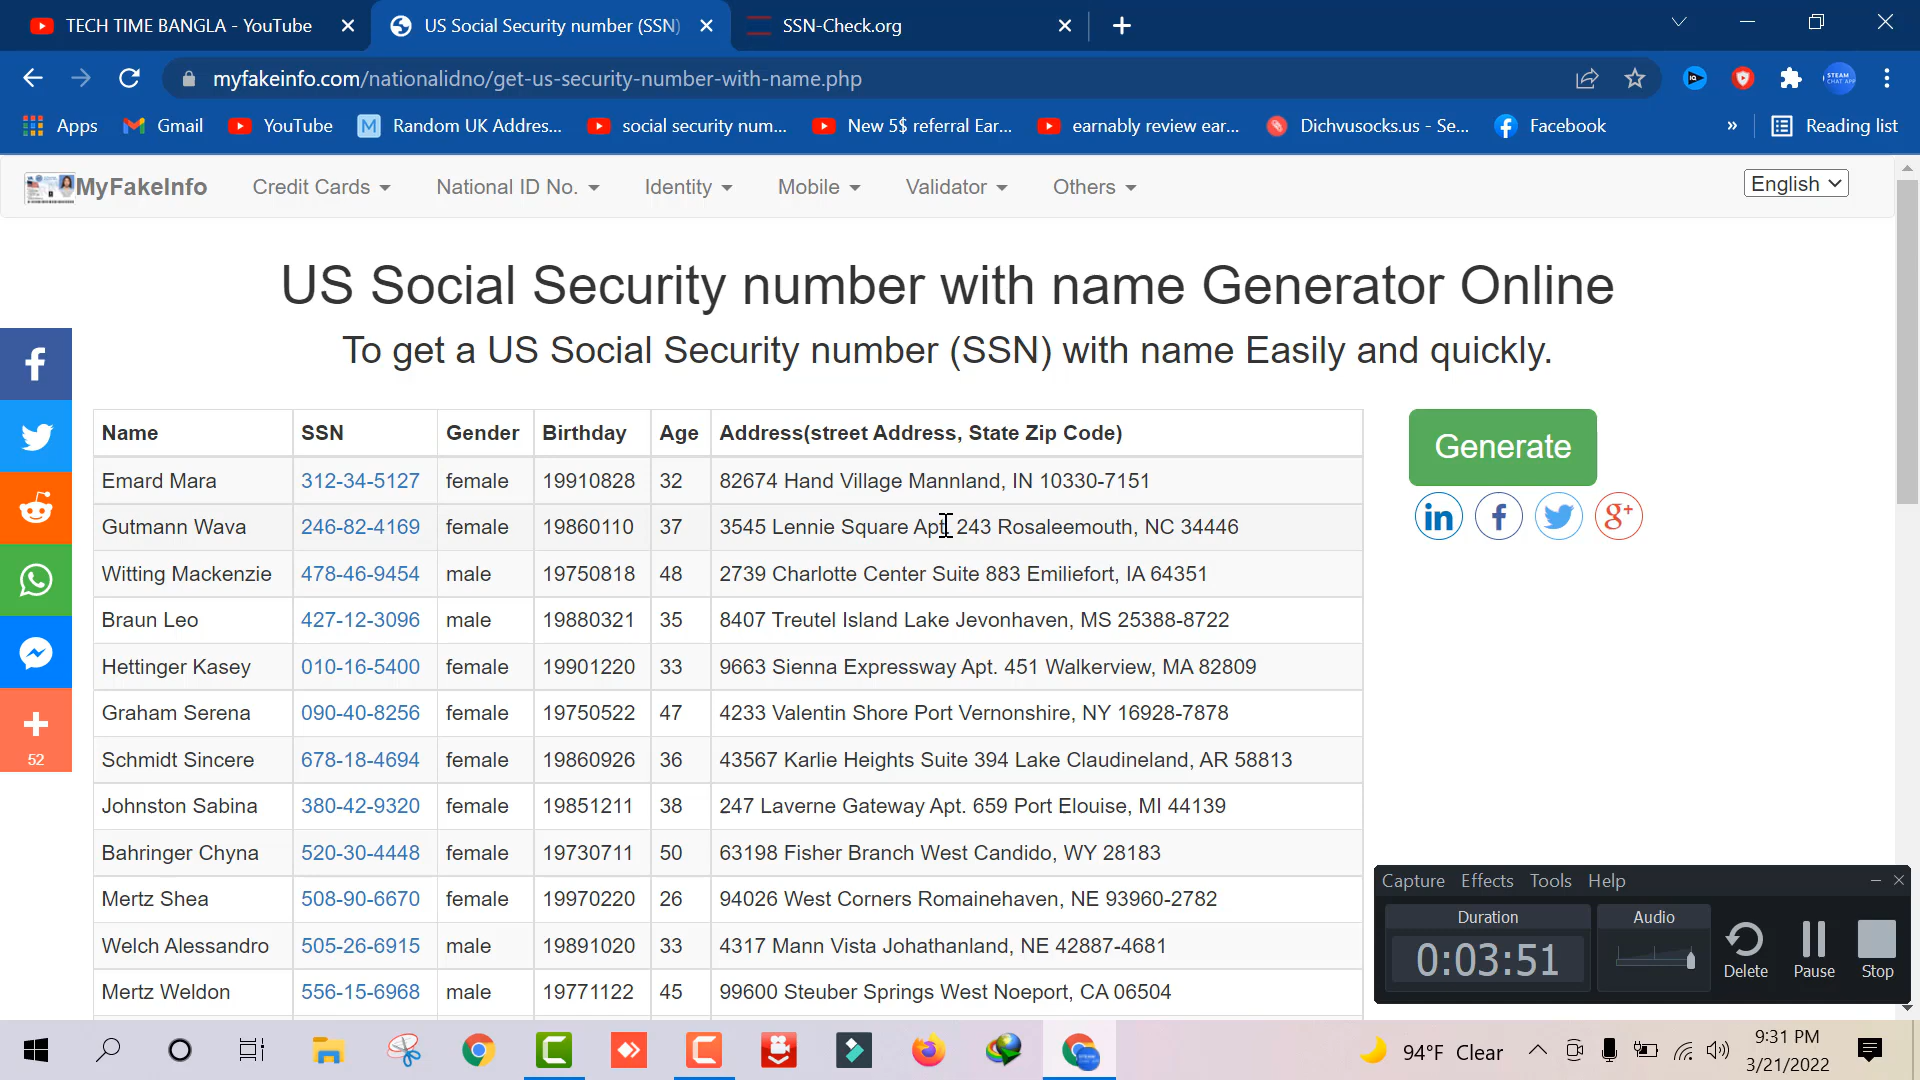 TECH TIME BANGLA - YouTube
US Social Security number (SSN)
SSN-Check.org
myfakeinfo.com/nationalidno/get-us-security-number-with-name.php
Apps
Gmail
YouTube
Random UK Addres...
social security num...
New 5$ referral Ear...
earnably review ear...
Dichvusocks.us - Se...
Facebook
»
Reading list
MyFakeInfo
Credit Cards
National ID No.
Identity
Mobile
Validator
Others
English
US Social Security number with name Generator Online
To get a US Social Security number (SSN) with name Easily and quickly.
Name SSN Gender Birthday Age Address(street Address, State Zip Code)
Emard Mara 312-34-5127 female 19910828 32 82674 Hand Village Mannland, IN 10330-7151
Gutmann Wava 246-82-4169 female 19860110 37 3545 Lennie Square Apt. 243 Rosaleemouth, NC 34446
Witting Mackenzie 478-46-9454 male 19750818 48 2739 Charlotte Center Suite 883 Emiliefort, IA 64351
Braun Leo 427-12-3096 male 19880321 35 8407 Treutel Island Lake Jevonhaven, MS 25388-8722
Hettinger Kasey 010-16-5400 female 19901220 33 9663 Sienna Expressway Apt. 451 Walkerview, MA 82809
Graham Serena 090-40-8256 female 19750522 47 4233 Valentin Shore Port Vernonshire, NY 16928-7878
Schmidt Sincere 678-18-4694 female 19860926 36 43567 Karlie Heights Suite 394 Lake Claudineland, AR 58813
Johnston Sabina 380-42-9320 female 19851211 38 247 Laverne Gateway Apt. 659 Port Elouise, MI 44139
Bahringer Chyna 520-30-4448 female 19730711 50 63198 Fisher Branch West Candido, WY 28183
Mertz Shea 508-90-6670 female 19970220 26 94026 West Corners Romainehaven, NE 93960-2782
Welch Alessandro 505-26-6915 male 19891020 33 4317 Mann Vista Johathanland, NE 42887-4681
Mertz Weldon 556-15-6968 male 19771122 45 99600 Steuber Springs West Noeport, CA 06504
Generate
52
Capture Effects Tools Help
Duration
Audio
0:03:51
Delete
Pause
Stop
94°F Clear
9:31 PM
3/21/2022